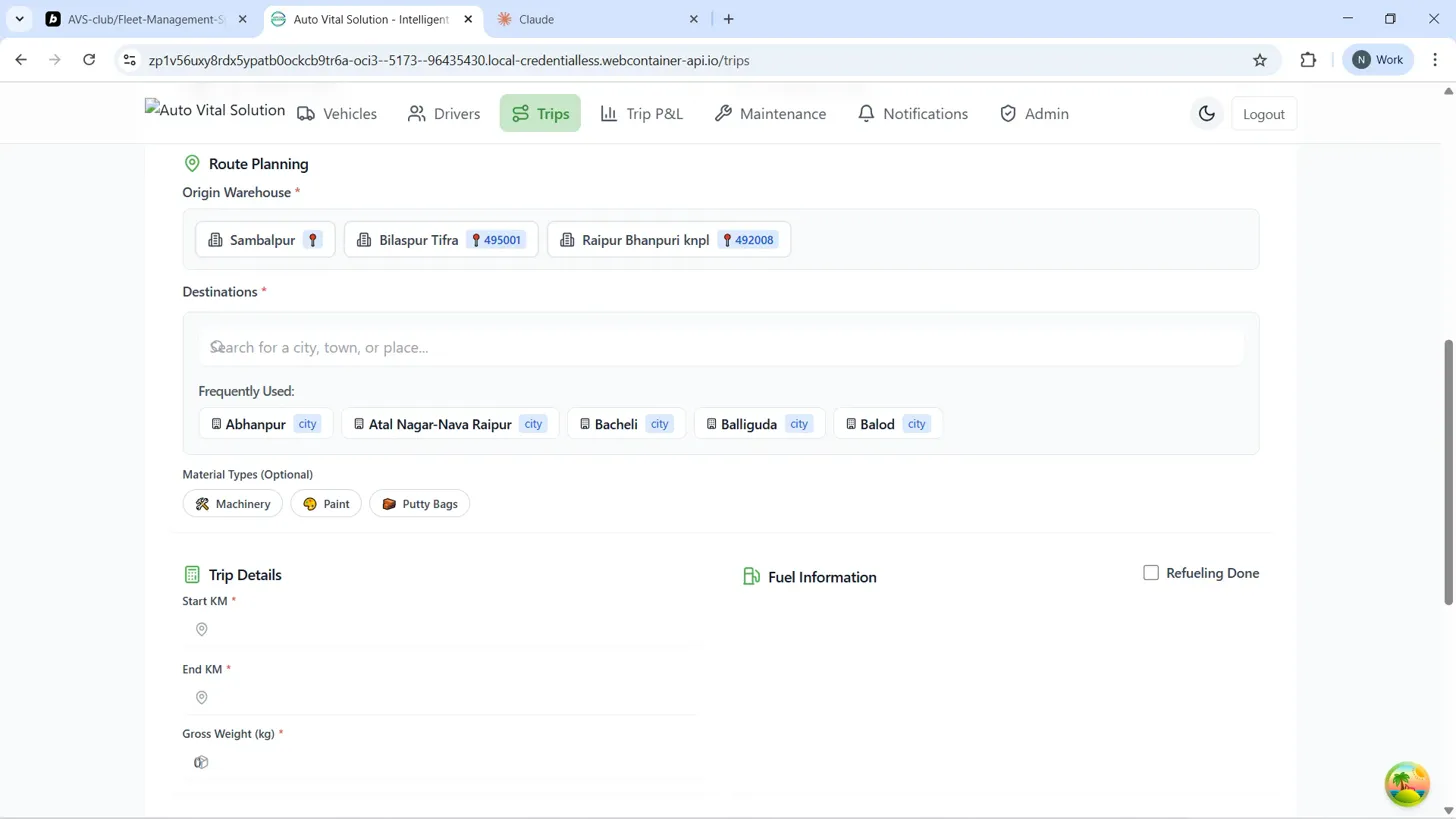 AVS-club/Fleet-Management-S
Auto Vital Solution - Intelligent
Claude
zp1v56uxy8rdx5ypatb0ockcb9tr6a-oci3--5173--96435430.local-credentialless.webcontainer-api.io/trips
N Work
Auto Vital Solution Vehicles Drivers Trips Trip P&L Maintenance Notifications Admin Logout
Route Planning
Origin Warehouse *
Sambalpur Bilaspur Tifra 495001 Raipur Bhanpuri knpl 492008
Destinations *
Search for a city, town, or place...
Frequently Used:
Abhanpur city Atal Nagar-Nava Raipur city Bacheli city Balliguda city Balod city
Material Types (Optional)
Machinery Paint Putty Bags
Trip Details Fuel Information Refueling Done
Start KM *
End KM *
Gross Weight (kg) *
0